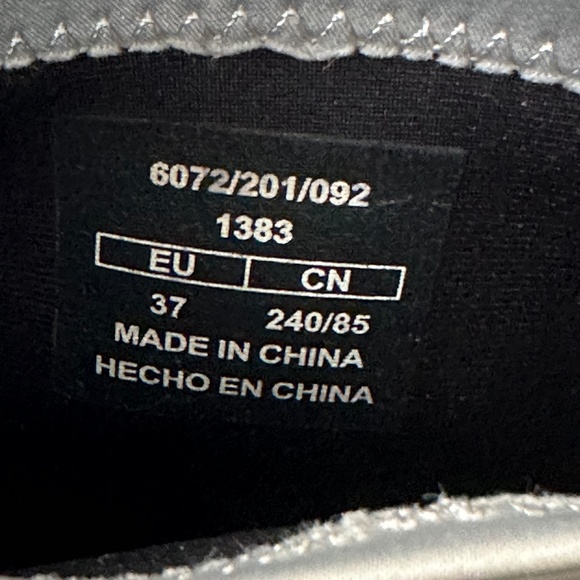 6072/201/092
1383
EU CN
37 240/85
MADE IN CHINA
HECHO EN CHINA